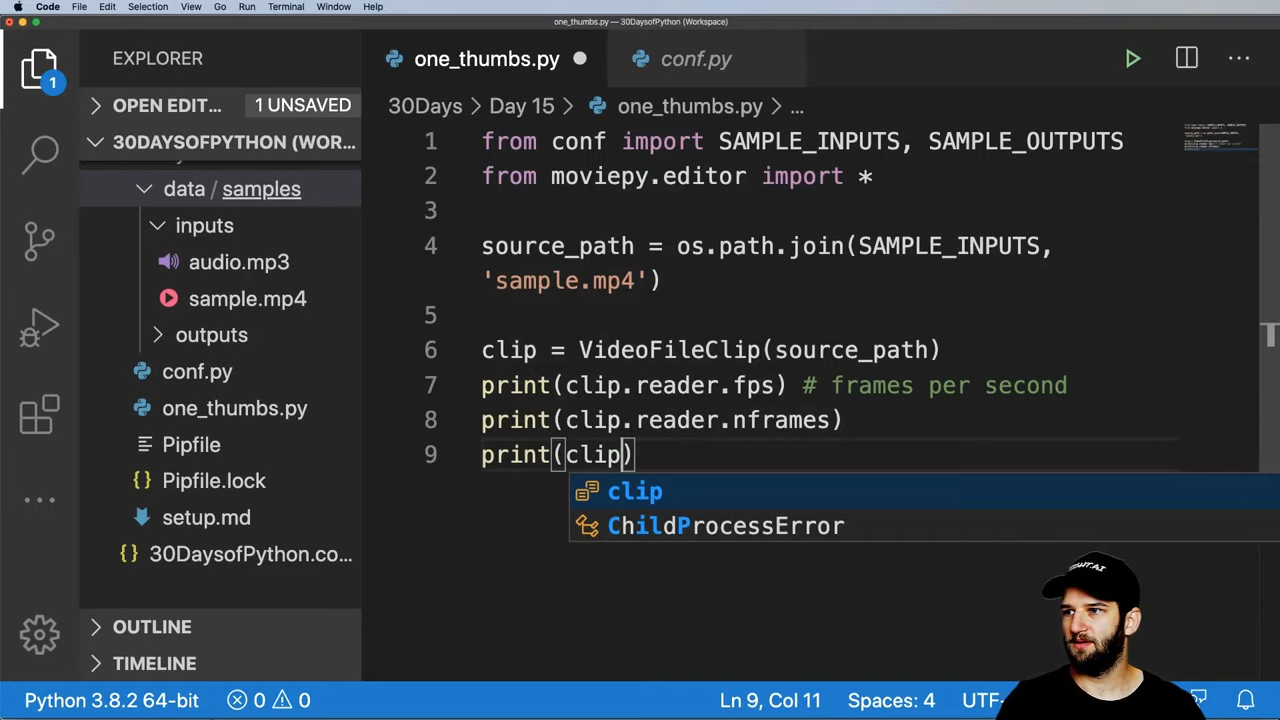 Code File Edit Selection View Go Run Terminal Window Help
one_thumbs.py — 30DaysofPython (Workspace)
EXPLORER
one_thumbs.py
conf.py
1
OPEN EDIT... 1 UNSAVED
30DAYSOFPYTHON (WOR...
data / samples
inputs
audio.mp3
sample.mp4
outputs
conf.py
one_thumbs.py
Pipfile
Pipfile.lock
setup.md
30DaysofPython.co...
OUTLINE
TIMELINE
30Days > Day 15 > one_thumbs.py > ...
1 from conf import SAMPLE_INPUTS, SAMPLE_OUTPUTS
2 from moviepy.editor import *
3
4 source_path = os.path.join(SAMPLE_INPUTS,
'sample.mp4')
5
6 clip = VideoFileClip(source_path)
7 print(clip.reader.fps) # frames per second
8 print(clip.reader.nframes)
9 print(clip)
clip
ChildProcessError
Python 3.8.2 64-bit 0 0 Ln 9, Col 11 Spaces: 4 UTF-